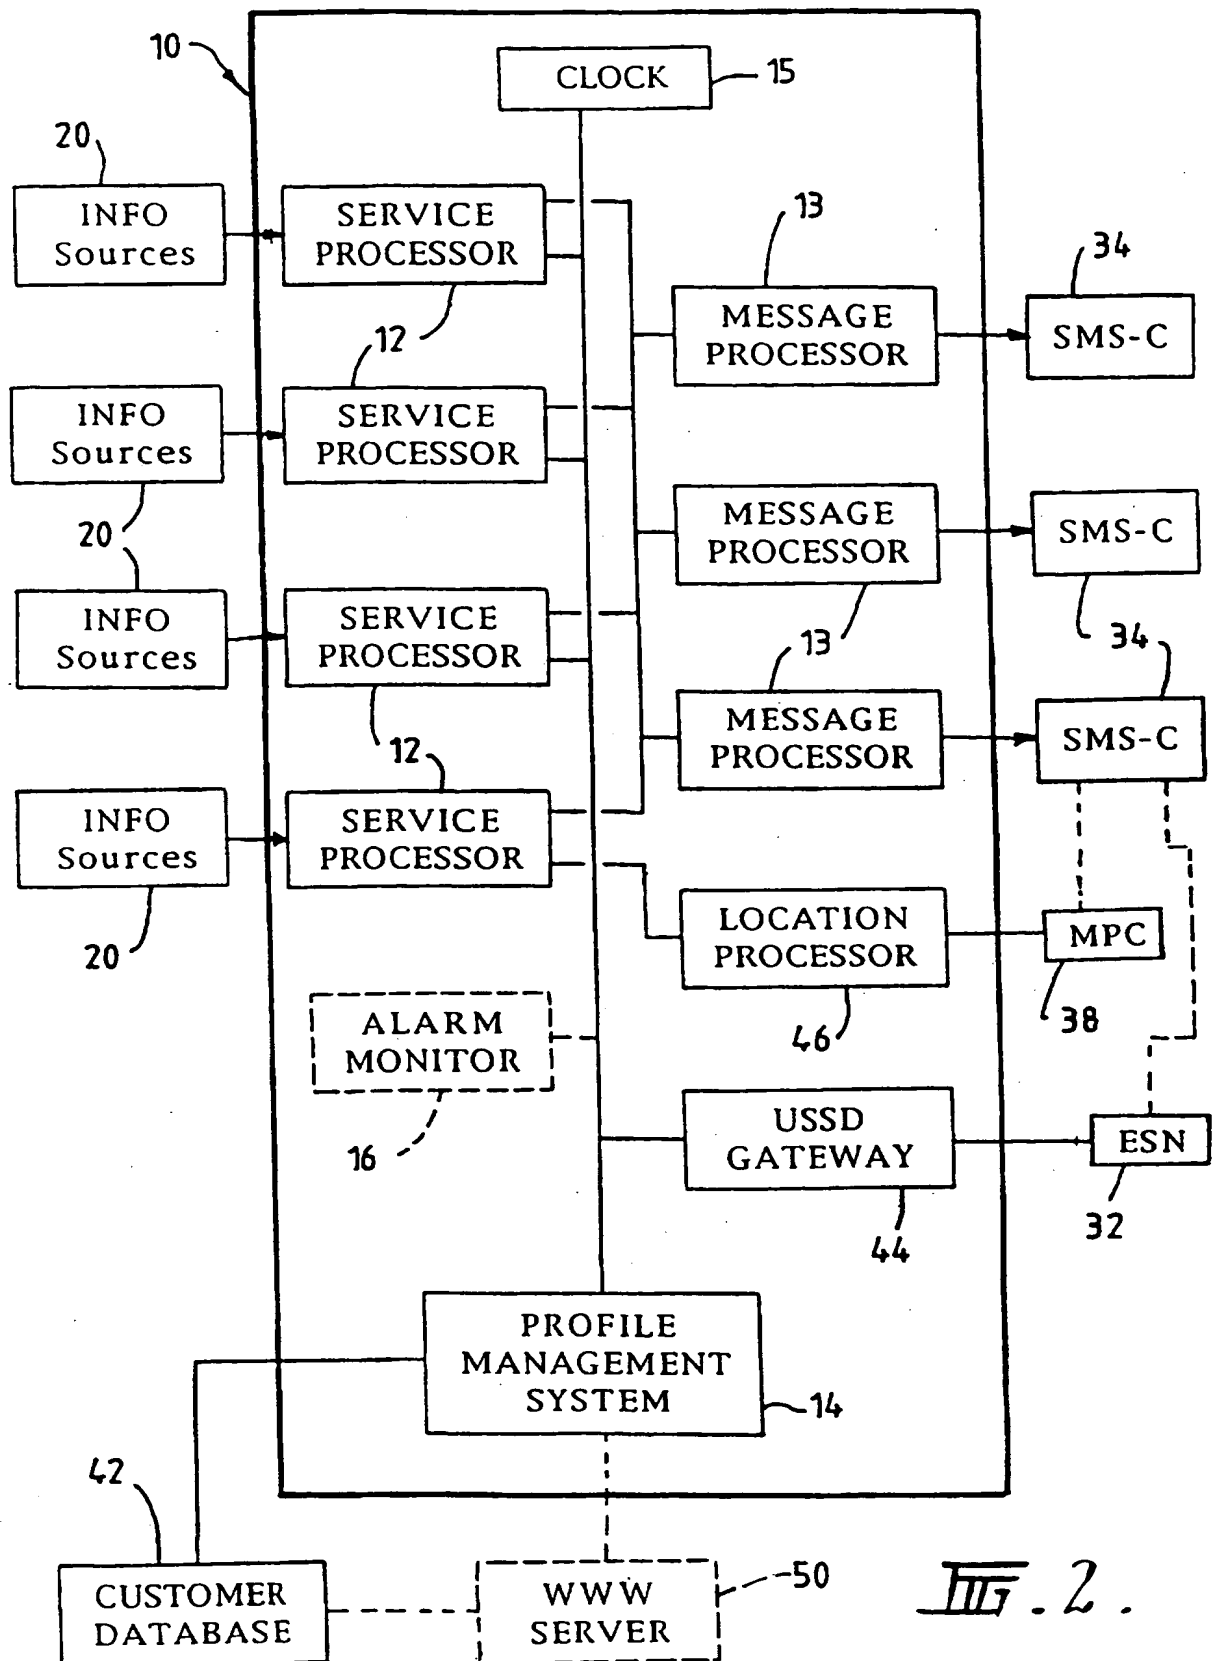 10
CLOCK
15
20
INFO
Sources
SERVICE
PROCESSOR
13
34
12
MESSAGE
PROCESSOR
SMS-C
INFO
Sources
SERVICE
PROCESSOR
20
MESSAGE
PROCESSOR
SMS-C
INFO
Sources
SERVICE
PROCESSOR
13
34
12
MESSAGE
PROCESSOR
SMS-C
INFO
Sources
SERVICE
PROCESSOR
20
LOCATION
PROCESSOR
MPC
46
38
ALARM
MONITOR
16
USSD
GATEWAY
ESN
44
32
PROFILE
MANAGEMENT
SYSTEM
14
42
CUSTOMER
DATABASE
WWW
SERVER
50
FIG. 2.